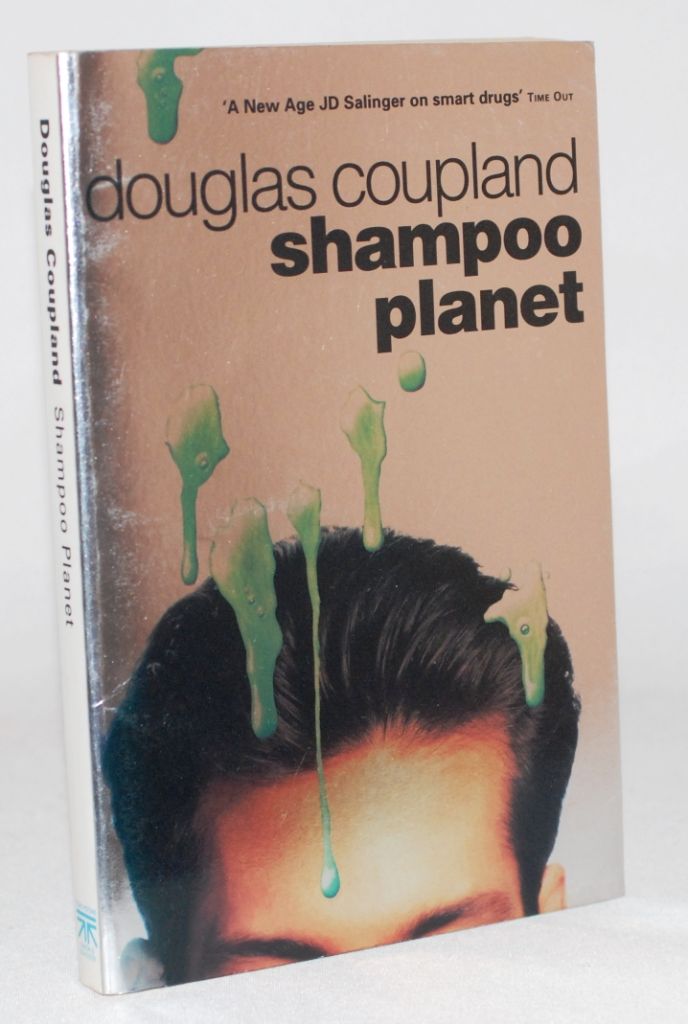 'A New Age JD Salinger on smart drugs' TIME OUT
douglas coupland
shampoo
planet
Douglas Coupland Shampoo Planet